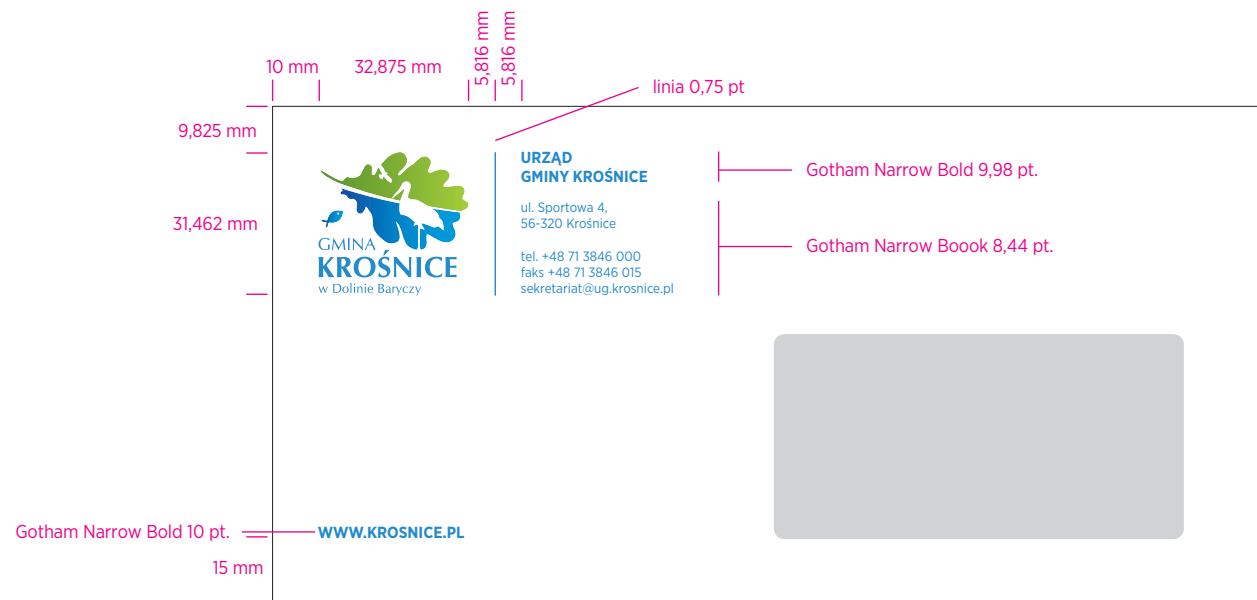 5,816 mm
5,816 mm
10 mm
32,875 mm
linia 0,75 pt
9,825 mm
31,462 mm
GMINA
KROŚNICE
w Dolinie Baryczy
URZĄD
GMINY KROŚNICE
ul. Sportowa 4,
56-320 Krośnice
tel. +48 71 3846 000
faks +48 71 3846 015
sekretariat@ug.krosnice.pl
Gotham Narrow Bold 9,98 pt.
Gotham Narrow Boook 8,44 pt.
Gotham Narrow Bold 10 pt.
WWW.KROSNICE.PL
15 mm